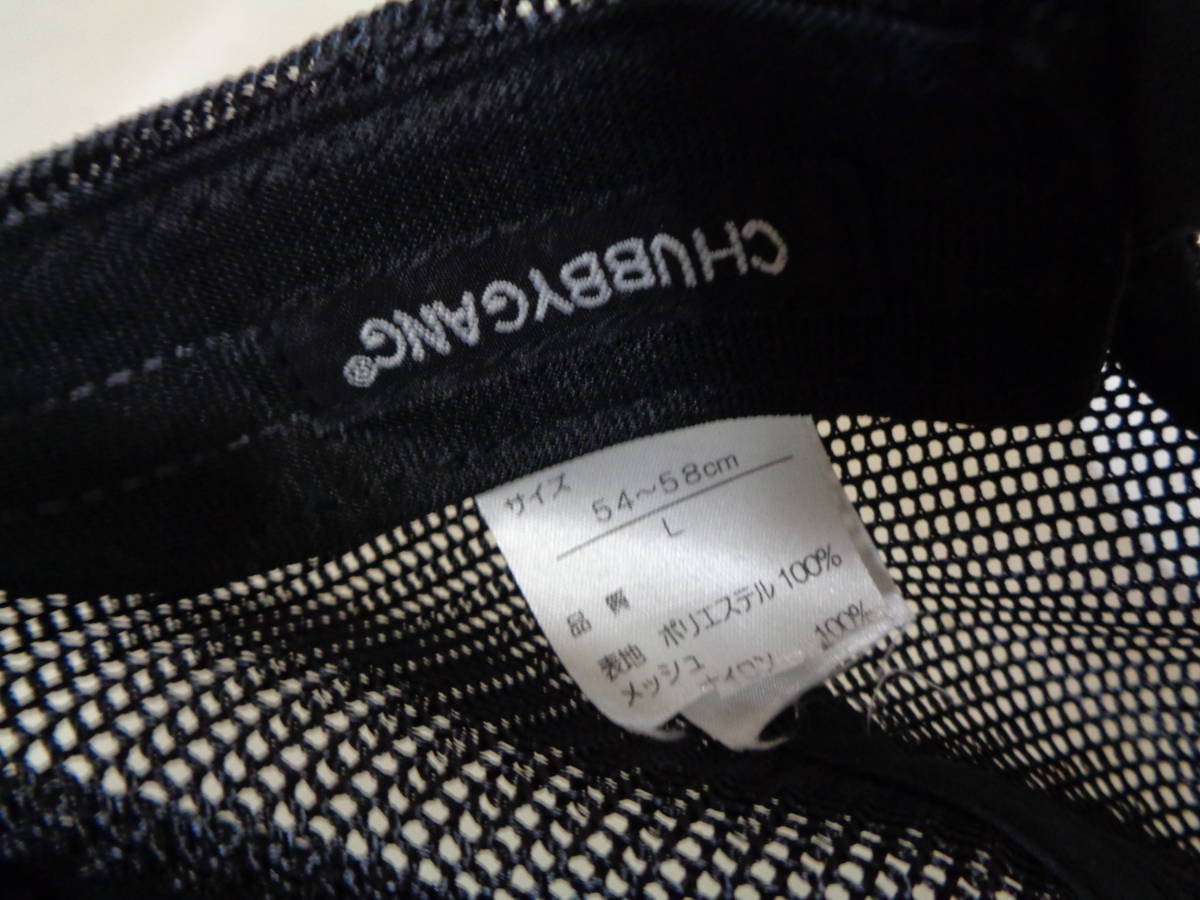 CHUBBYGANG®
サイズ
54～58cm
L
品 質
表地 ポリエステル 100%
メッシュ
ナイロン 100%